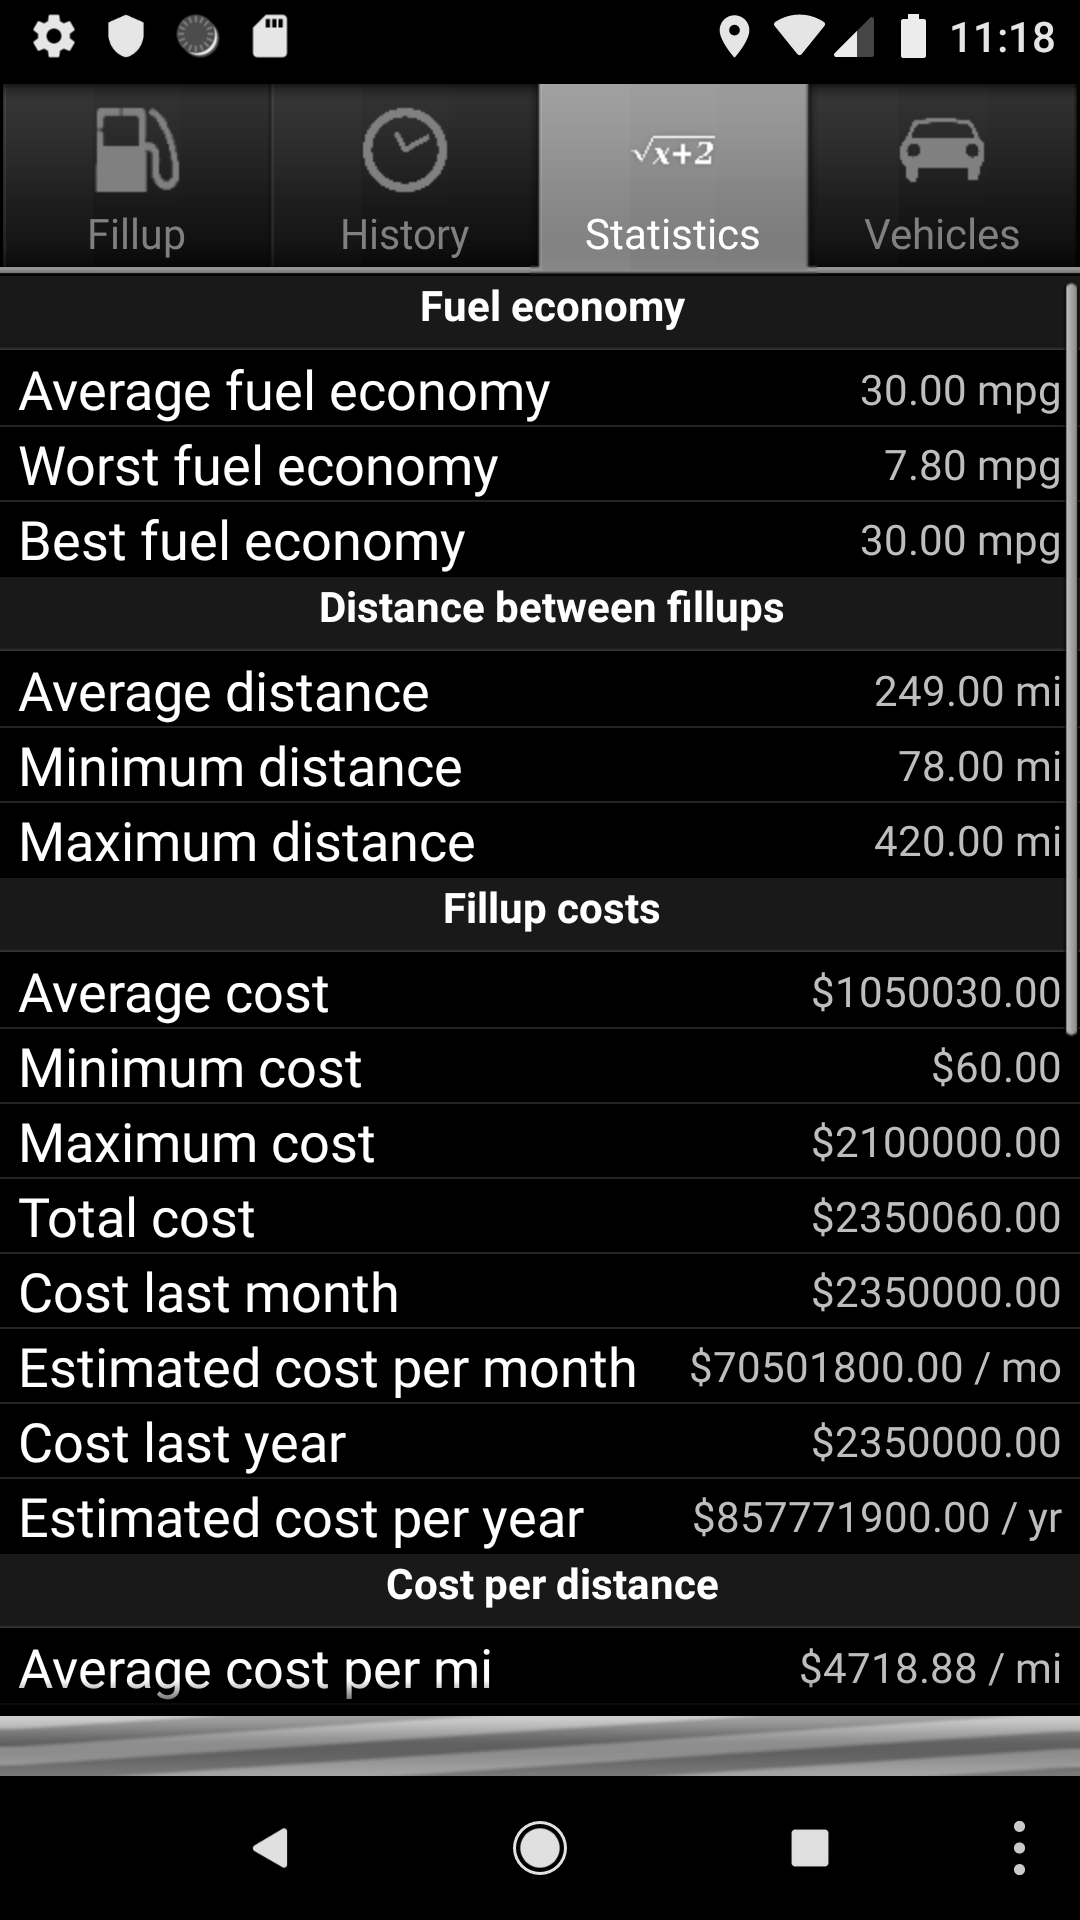 11:18
√x+2
Fillup History Statistics Vehicles
Fuel economy
Average fuel economy 30.00 mpg
Worst fuel economy 7.80 mpg
Best fuel economy 30.00 mpg
Distance between fillups
Average distance 249.00 mi
Minimum distance 78.00 mi
Maximum distance 420.00 mi
Fillup costs
Average cost $1050030.00
Minimum cost $60.00
Maximum cost $2100000.00
Total cost $2350060.00
Cost last month $2350000.00
Estimated cost per month $70501800.00 / mo
Cost last year $2350000.00
Estimated cost per year $857771900.00 / yr
Cost per distance
Average cost per mi $4718.88 / mi